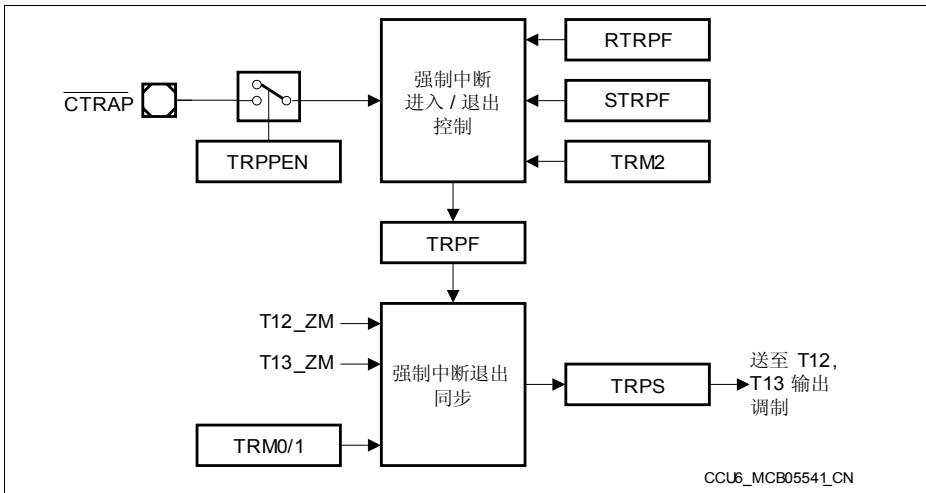 CTRAP
TRPPEN
强制中断
进入 / 退出
控制
RTRPF
STRPF
TRM2
TRPF
T12_ZM
T13_ZM
TRM0/1
强制中断退出
同步
TRPS
送至 T12,
T13 输出
调制
CCU6_MCB05541_CN